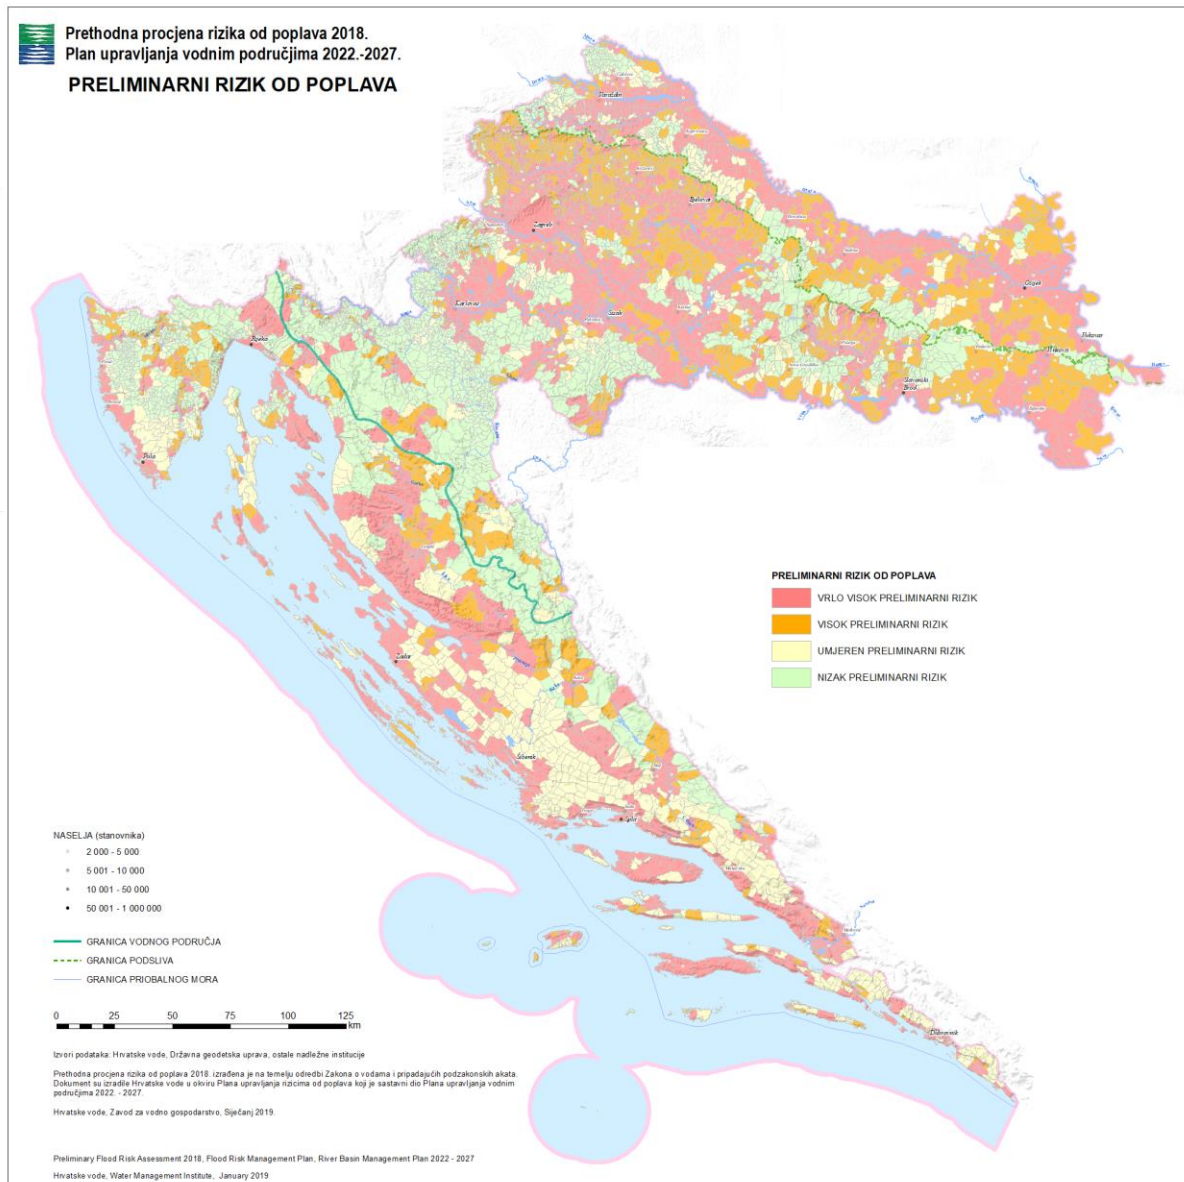 Prethodna procjena rizika od poplava 2018.
Plan upravljanja vodnim područjima 2022.-2027.
PRELIMINARNI RIZIK OD POPLAVA
Varaždin
Bjelovar
Zagreb
Karlovac
Sisak
Osijek
Vukovar
Vinkovci
Slavonski
Brod
Rijeka
Pula
Zadar
Šibenik
Split
Dubrovnik
PRELIMINARNI RIZIK OD POPLAVA
VRLO VISOK PRELIMINARNI RIZIK
VISOK PRELIMINARNI RIZIK
UMJEREN PRELIMINARNI RIZIK
NIZAK PRELIMINARNI RIZIK
NASELJA (stanovnika)
2 000 - 5 000
5 001 - 10 000
10 001 - 50 000
50 001 - 1 000 000
GRANICA VODNOG PODRUČJA
GRANICA PODSLIVA
GRANICA PRIOBALNOG MORA
0 25 50 75 100 125
km
Izvori podataka: Hrvatske vode, Državna geodetska uprava, ostale nadležne institucije
Prethodna procjena rizika od poplava 2018. izrađena je na temelju odredbi Zakona o vodama i pripadajućih podzakonskih akata.
Dokument su izradile Hrvatske vode u okviru Plana upravljanja rizicima od poplava koji je sastavni dio Plana upravljanja vodnim
područjima 2022. - 2027.
Hrvatske vode, Zavod za vodno gospodarstvo, Siječanj 2019.
Preliminary Flood Risk Assessment 2018, Flood Risk Management Plan, River Basin Management Plan 2022 - 2027
Hrvatske vode, Water Management Institute, January 2019